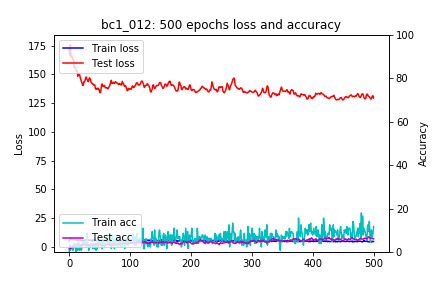 bc1_012: 500 epochs loss and accuracy
Train loss
Test loss
Train acc
Test acc
Loss
Accuracy
175
150
125
100
75
50
25
0
100
80
60
40
20
0
0
100
200
300
400
500